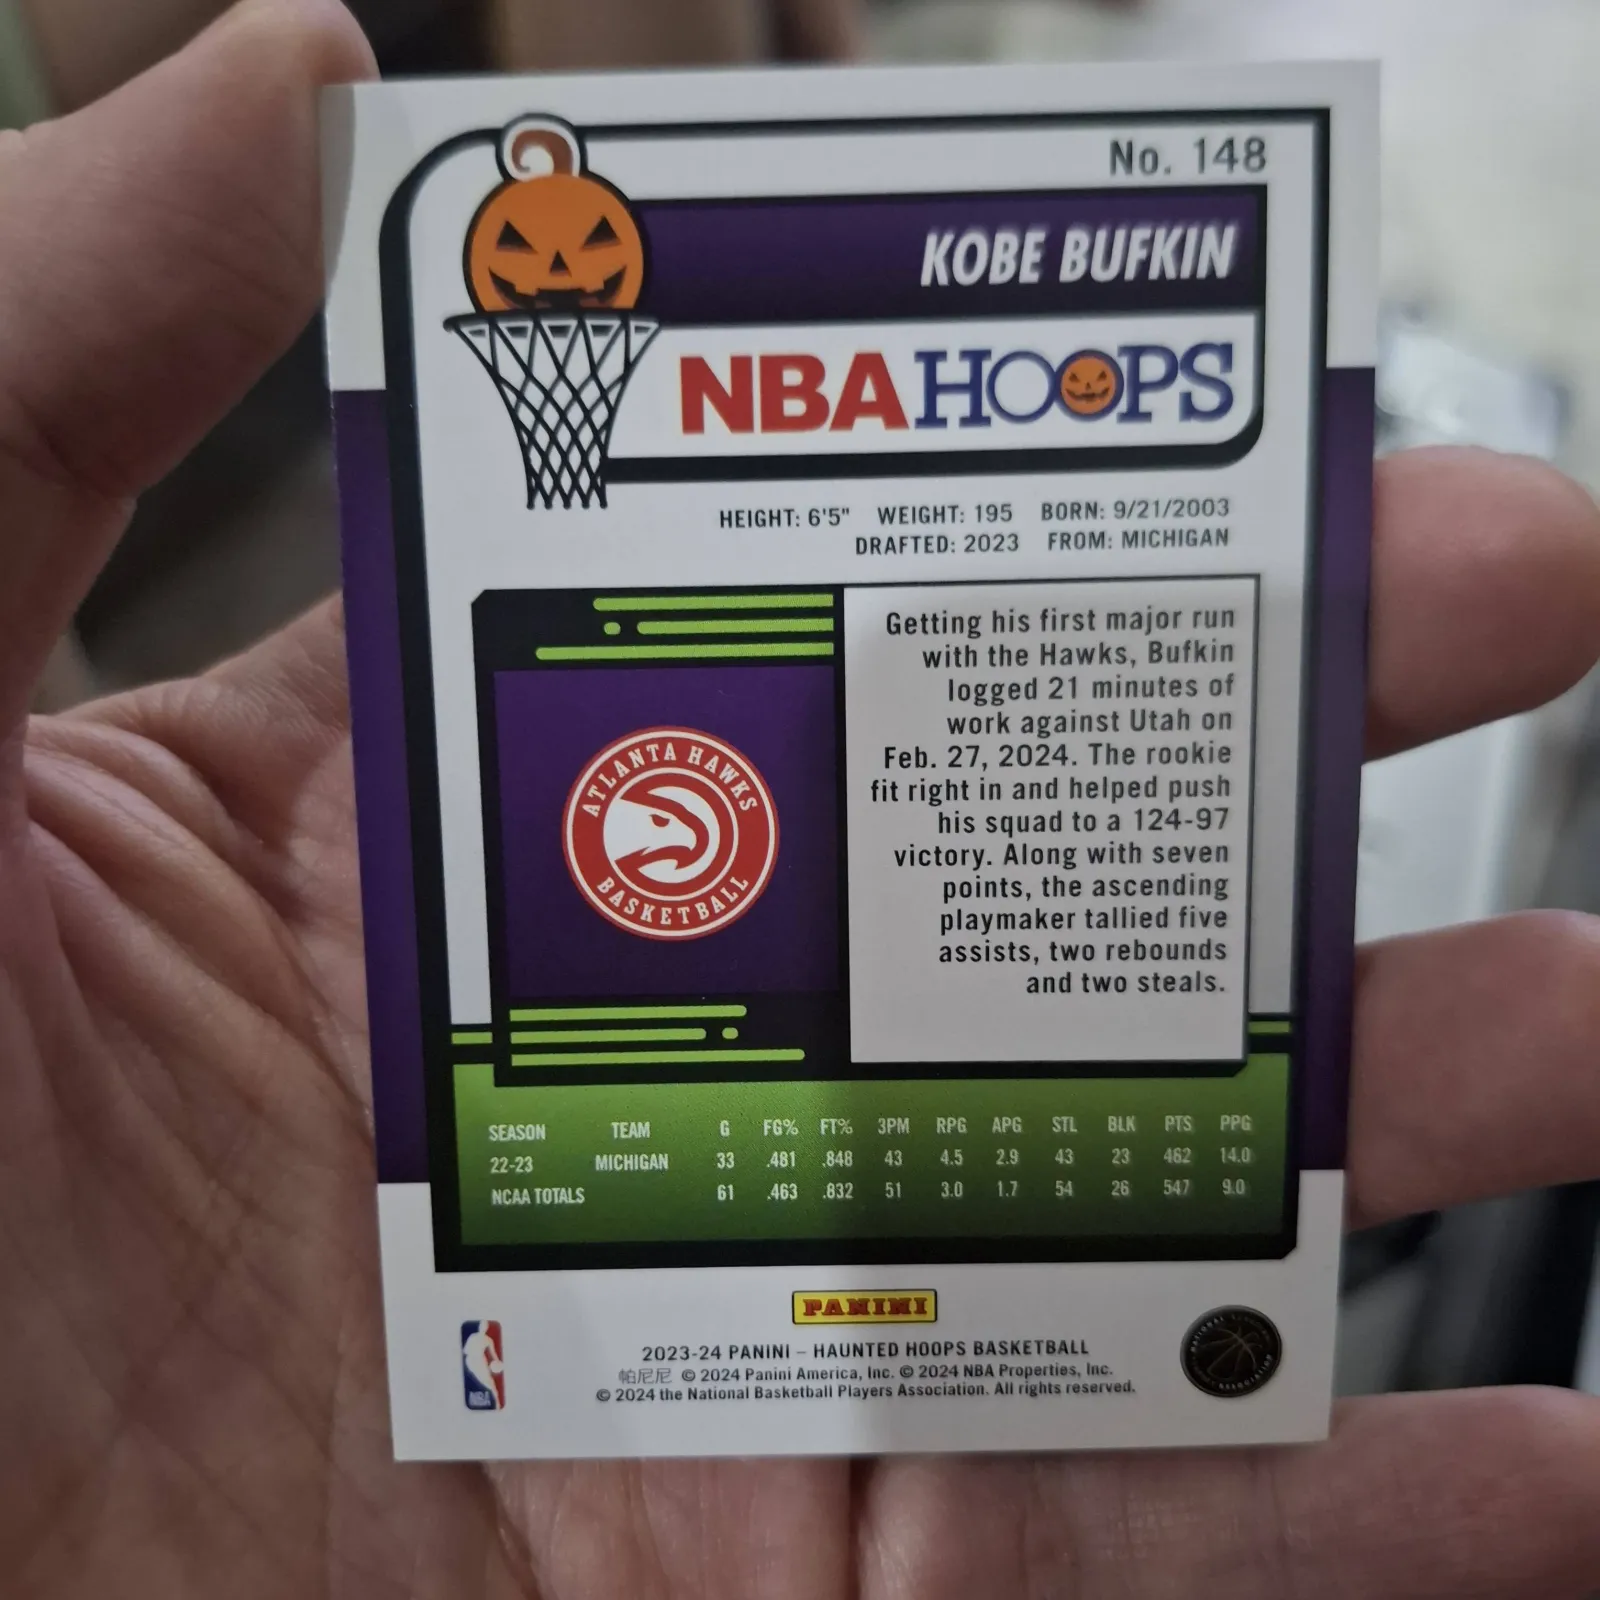 No. 148
KOBE BUFKIN
NBA HOOPS
HEIGHT: 6'5" WEIGHT: 195 BORN: 9/21/2003
DRAFTED: 2023 FROM: MICHIGAN
Getting his first major run
with the Hawks, Bufkin
logged 21 minutes of
work against Utah on
Feb. 27, 2024. The rookie
fit right in and helped push
his squad to a 124-97
victory. Along with seven
points, the ascending
playmaker tallied five
assists, two rebounds
and two steals.
ATLANTA HAWKS
BASKETBALL
SEASON TEAM G FG% FT% 3PM RPG APG STL BLK PTS PPG
22-23 MICHIGAN 33 .481 .848 43 4.5 2.9 43 23 462 14.0
NCAA TOTALS 61 .463 .832 51 3.0 1.7 54 26 547 9.0
PANINI
2023-24 PANINI – HAUNTED HOOPS BASKETBALL
帕尼尼 © 2024 Panini America, Inc. © 2024 NBA Properties, Inc.
© 2024 the National Basketball Players Association. All rights reserved.
NBA
NATIONAL
ASSOCIATION